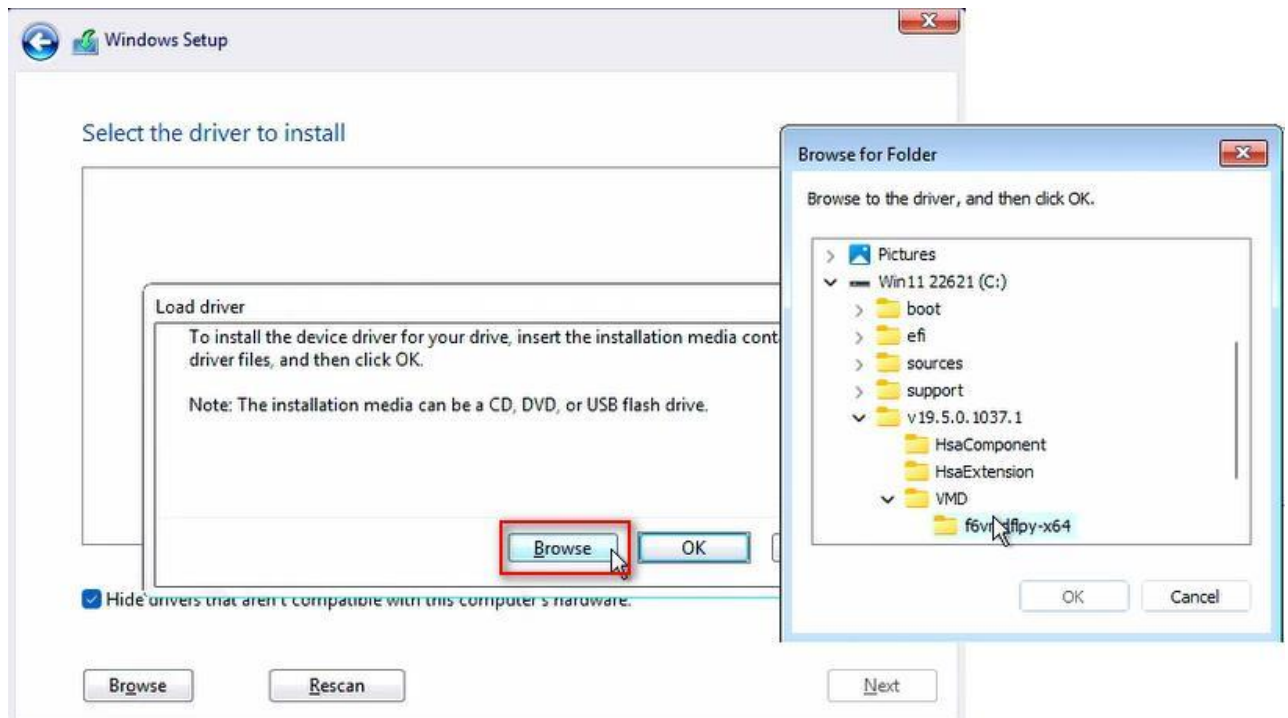 Windows Setup
Select the driver to install
Load driver
To install the device driver for your drive, insert the installation media
driver files, and then click OK.
Note: The installation media can be a CD, DVD, or USB flash drive.
Browse
OK
Hide drivers that aren't compatible with this computer's hardware.
Browse
Rescan
Next
Browse for Folder
Browse to the driver, and then click OK.
Pictures
Win11 22621 (C:)
boot
efi
sources
support
v19.5.0.1037.1
HsaComponent
HsaExtension
VMD
OK
Cancel